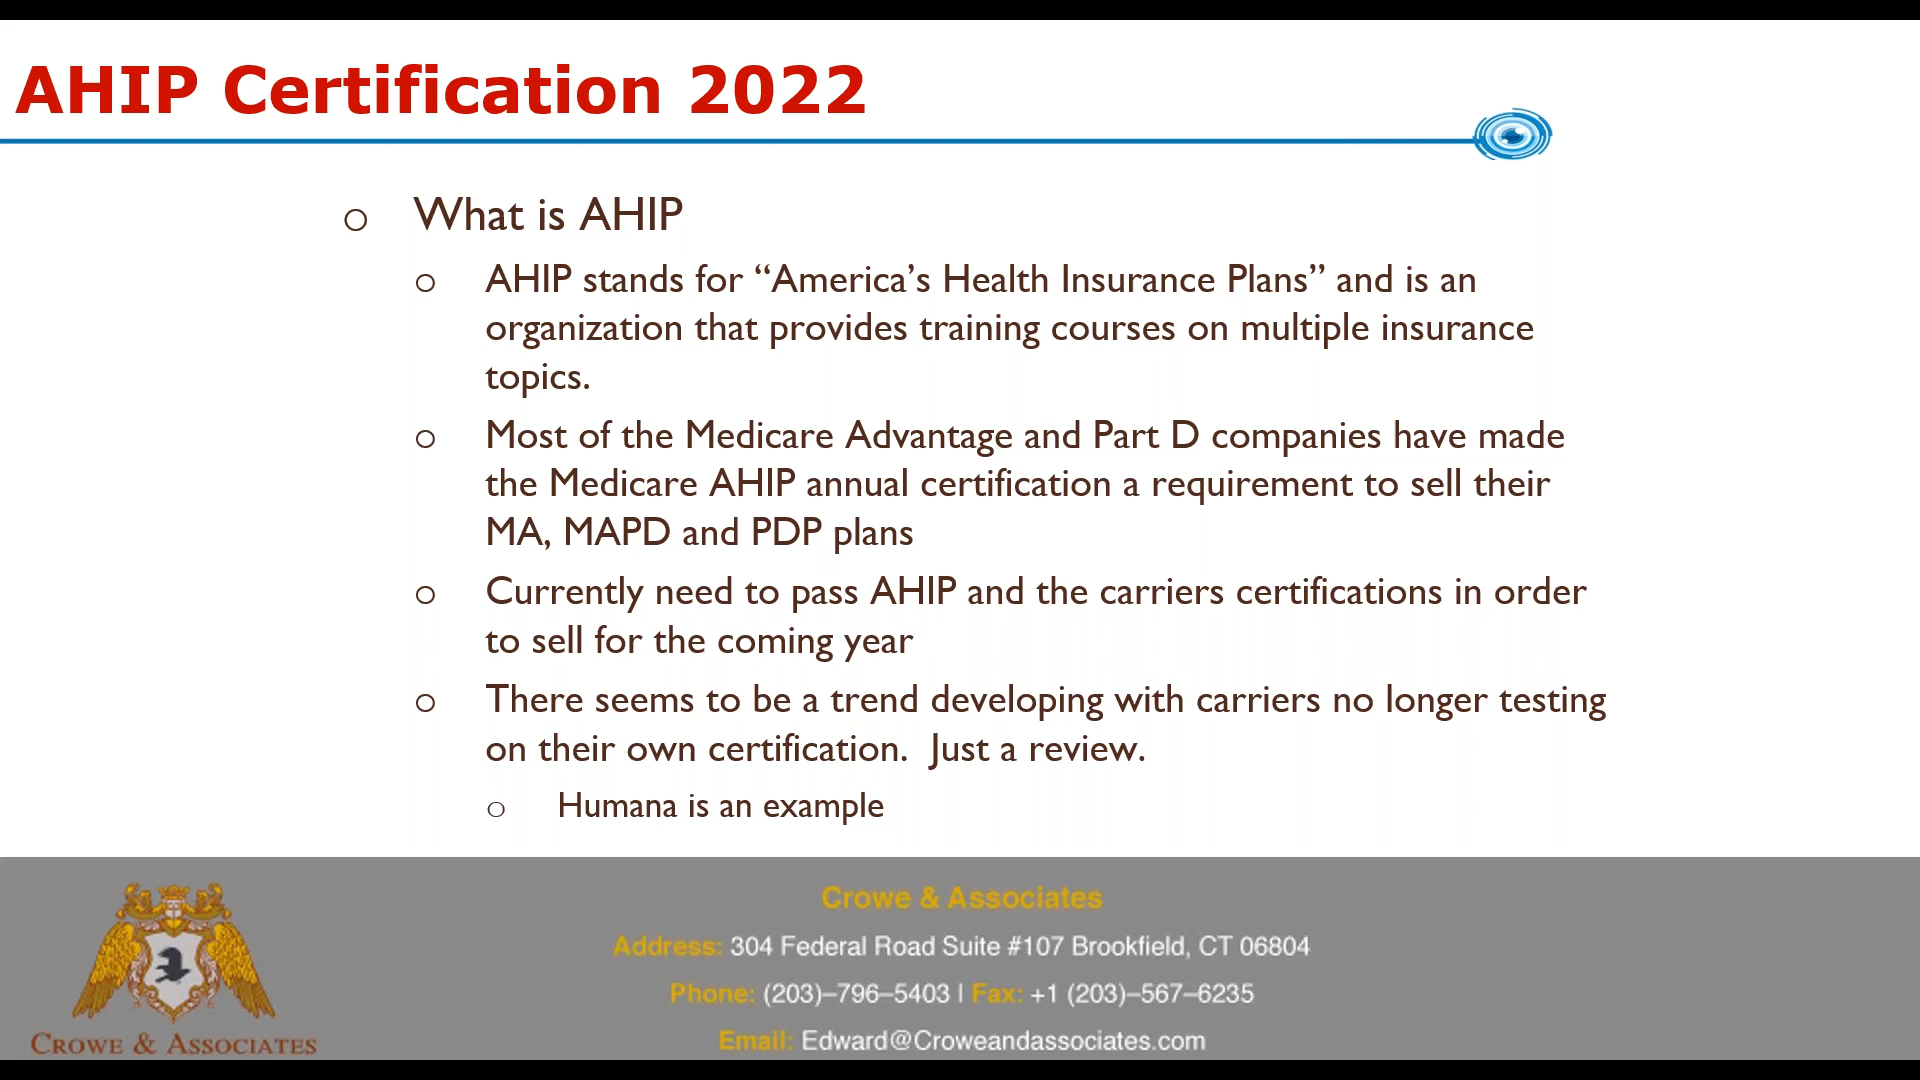 AHIP Certification 2022
What is AHIP
AHIP stands for “America’s Health Insurance Plans” and is an
organization that provides training courses on multiple insurance
topics.
Most of the Medicare Advantage and Part D companies have made
the Medicare AHIP annual certification a requirement to sell their
MA, MAPD and PDP plans
Currently need to pass AHIP and the carriers certifications in order
to sell for the coming year
There seems to be a trend developing with carriers no longer testing
on their own certification.  Just a review.
Humana is an example
Crowe & Associates
Address: 304 Federal Road Suite #107 Brookfield, CT 06804
Phone: (203)–796–5403 | Fax: +1 (203)–567–6235
Email: Edward@Croweandassociates.com
CROWE & ASSOCIATES